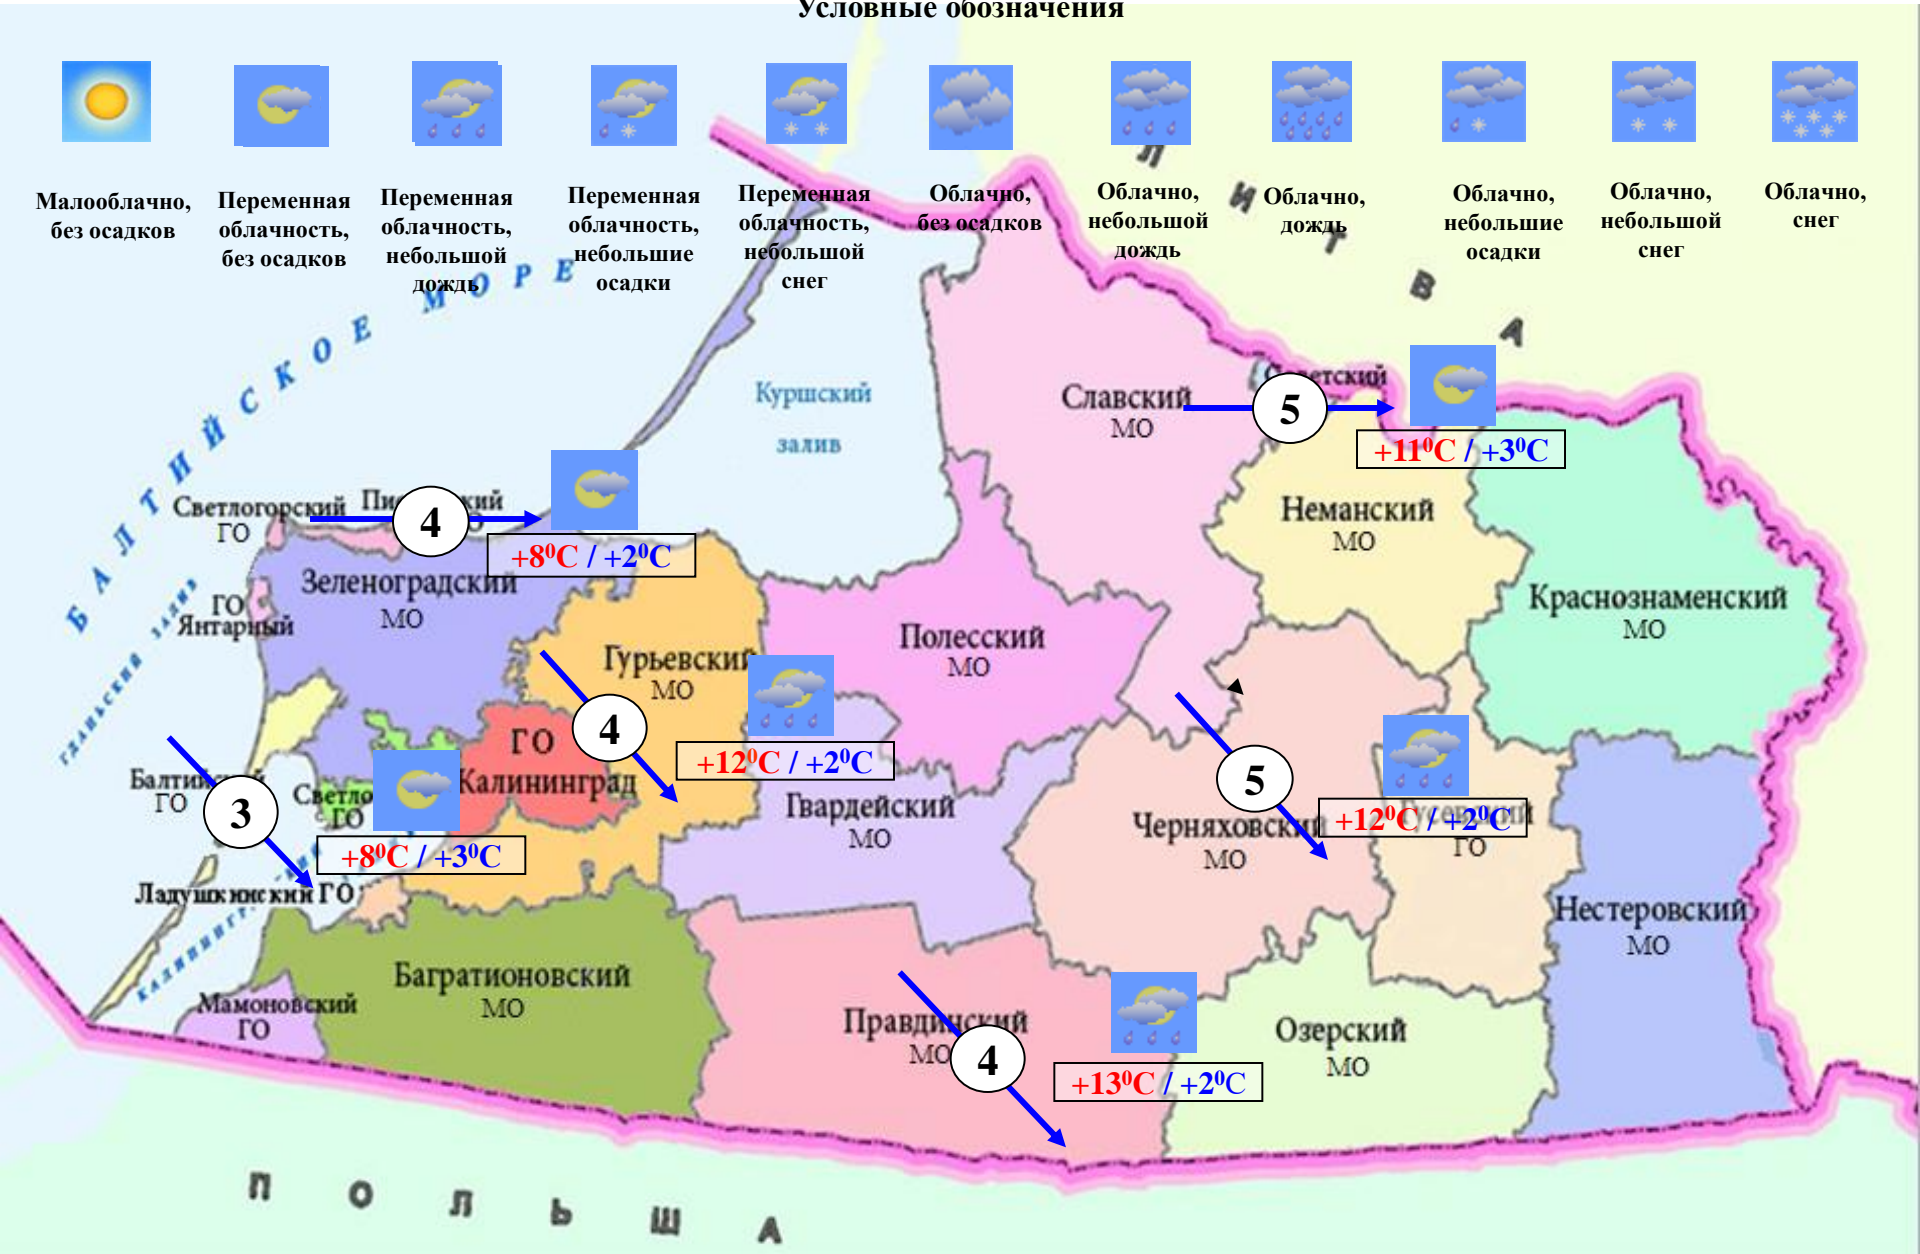 Условные обозначения
Малооблачно,
без осадков
Переменная
облачность,
без осадков
Переменная
облачность,
небольшой
дождь
Переменная
облачность,
небольшие
осадки
Переменная
облачность,
небольшой
снег
Облачно,
без осадков
Облачно,
небольшой
дождь
Облачно,
дождь
Облачно,
небольшие
осадки
Облачно,
небольшой
снег
Облачно,
снег
БАЛТИЙСКОЕ МОРЕ
ЛИТВА
Куршский
залив
Славский
МО
5
+11⁰C / +3⁰C
Неманский
МО
Светлогорский
ГО
4
+8⁰C / +2⁰C
Зеленоградский
МО
ГО
Янтарный
Краснознаменский
МО
Полесский
МО
Гурьевский
МО
4
+12⁰C / +2⁰C
ГО
Калининград
Балтийский
ГО
3
ГО
+8⁰C / +3⁰C
Гвардейский
МО
Черняховский
МО
5
+12⁰C / +2⁰C
Гусевский
ГО
Ладушкинский ГО
Нестеровский
МО
Багратионовский
МО
Мамоновский
ГО
Правдинский
МО
4
+13⁰C / +2⁰C
Озерский
МО
ПОЛЬША